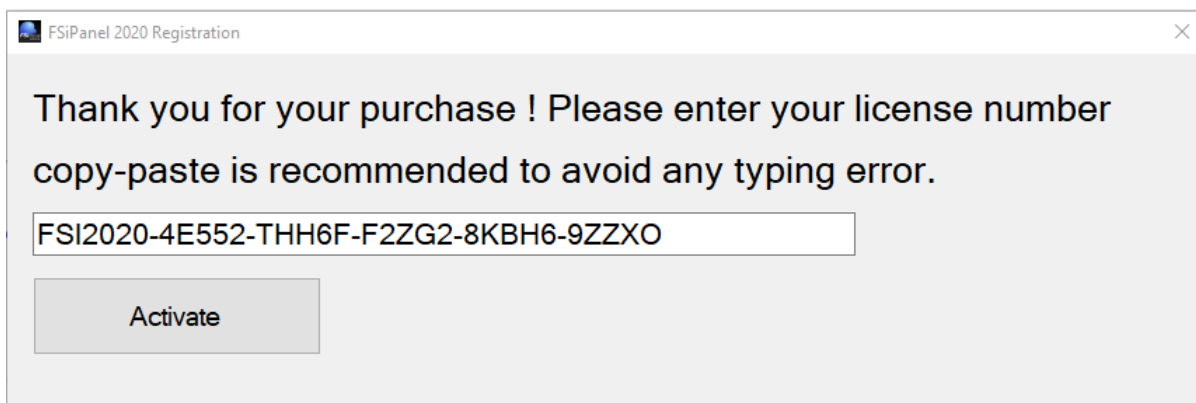 FSiPanel 2020 Registration
Thank you for your purchase ! Please enter your license number
copy-paste is recommended to avoid any typing error.
FSI2020-4E552-THH6F-F2ZG2-8KBH6-9ZZXO
Activate